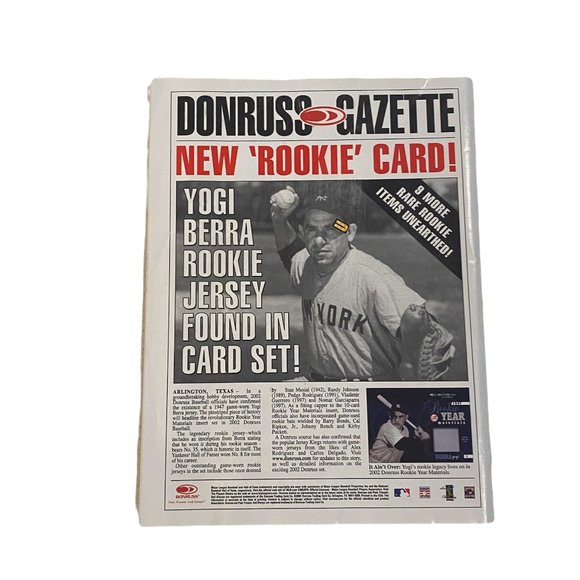 DONRUSS GAZETTE
NEW 'ROOKIE' CARD!
YOGI
BERRA
ROOKIE
JERSEY
FOUND IN
CARD SET!
9 MORE
RARE ROOKIE
ITEMS UNEARTHED!
NY
NEW YORK
ARLINGTON, TEXAS – In a
groundbreaking hobby development, 2002
Donruss Baseball officials have confirmed
the existence of a 1947 game-worn Yogi
Berra jersey. The pinstriped piece of history
will headline the revolutionary Rookie Year
Materials insert set in 2002 Donruss
Baseball.
The legendary rookie jersey–which
includes an inscription from Berra stating
that he wore it during his rookie season–
bears No. 35, which is historic in itself. The
Yankees' Hall of Famer wore No. 8 for most
of his career.
Other outstanding game-worn rookie
jerseys in the set include those once donned
by Stan Musial (1942), Randy Johnson
(1989), Pudge Rodriguez (1991), Vladimir
Guerrero (1997) and Nomar Garciaparra
(1997). As a fitting capper to the 10-card
Rookie Year Materials insert, Donruss
officials also have incorporated game-used
rookie bats wielded by Barry Bonds, Cal
Ripken, Jr., Johnny Bench and Kirby
Puckett.
A Donruss source has also confirmed that
the popular Jersey Kings returns with game-
worn jerseys from the likes of Alex
Rodriguez and Carlos Delgado. Visit
www.donruss.com for updates to this story,
as well as detailed information on the
exciting 2002 Donruss set.
Rookie
YEAR
materials
It Ain't Over: Yogi's rookie legacy lives on in
2002 Donruss Rookie Year Materials.
DONRUSS